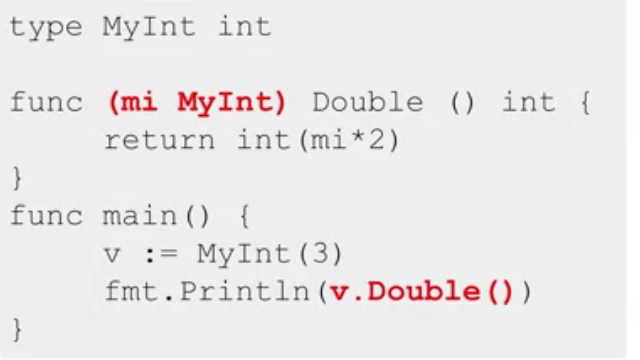 type MyInt int
func (mi MyInt) Double () int {
return int(mi*2)
}
func main() {
v := MyInt(3)
fmt.Println(v.Double())
}